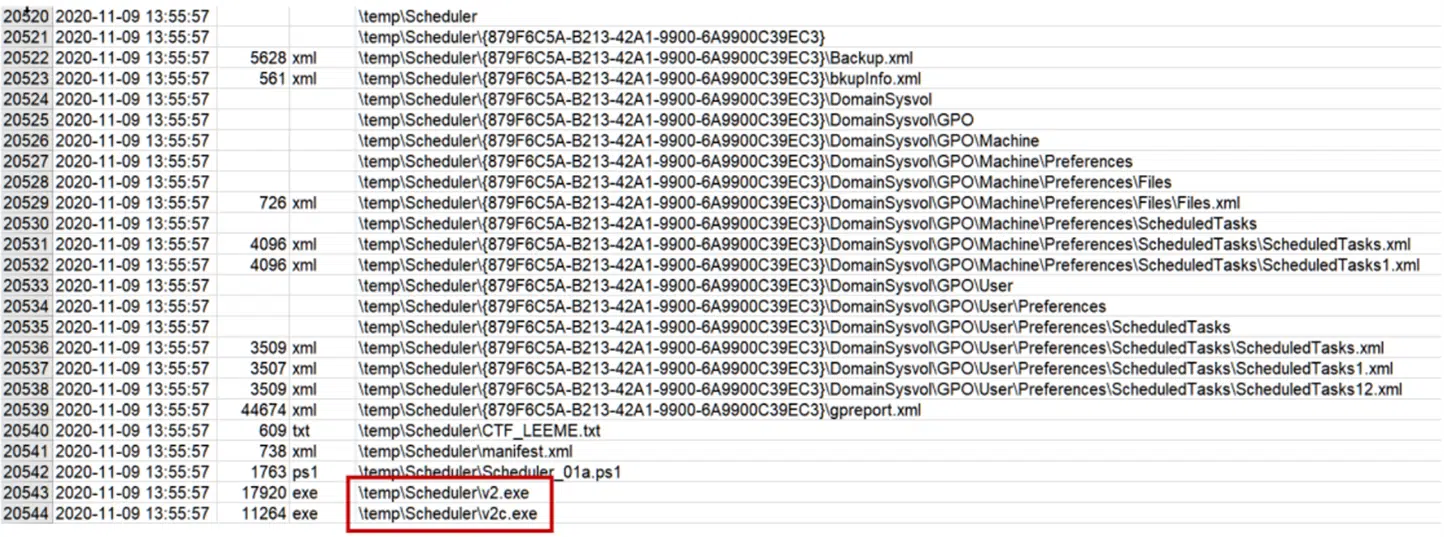 20520 2020-11-09 13:55:57 \temp\Scheduler
20521 2020-11-09 13:55:57 \temp\Scheduler\{879F6C5A-B213-42A1-9900-6A9900C39EC3}
20522 2020-11-09 13:55:57 5628 xml \temp\Scheduler\{879F6C5A-B213-42A1-9900-6A9900C39EC3}\Backup.xml
20523 2020-11-09 13:55:57 561 xml \temp\Scheduler\{879F6C5A-B213-42A1-9900-6A9900C39EC3}\bkupInfo.xml
20524 2020-11-09 13:55:57 \temp\Scheduler\{879F6C5A-B213-42A1-9900-6A9900C39EC3}\DomainSysvol
20525 2020-11-09 13:55:57 \temp\Scheduler\{879F6C5A-B213-42A1-9900-6A9900C39EC3}\DomainSysvol\GPO
20526 2020-11-09 13:55:57 \temp\Scheduler\{879F6C5A-B213-42A1-9900-6A9900C39EC3}\DomainSysvol\GPO\Machine
20527 2020-11-09 13:55:57 \temp\Scheduler\{879F6C5A-B213-42A1-9900-6A9900C39EC3}\DomainSysvol\GPO\Machine\Preferences
20528 2020-11-09 13:55:57 \temp\Scheduler\{879F6C5A-B213-42A1-9900-6A9900C39EC3}\DomainSysvol\GPO\Machine\Preferences\Files
20529 2020-11-09 13:55:57 726 xml \temp\Scheduler\{879F6C5A-B213-42A1-9900-6A9900C39EC3}\DomainSysvol\GPO\Machine\Preferences\Files\Files.xml
20530 2020-11-09 13:55:57 \temp\Scheduler\{879F6C5A-B213-42A1-9900-6A9900C39EC3}\DomainSysvol\GPO\Machine\Preferences\ScheduledTasks
20531 2020-11-09 13:55:57 4096 xml \temp\Scheduler\{879F6C5A-B213-42A1-9900-6A9900C39EC3}\DomainSysvol\GPO\Machine\Preferences\ScheduledTasks\ScheduledTasks.xml
20532 2020-11-09 13:55:57 4096 xml \temp\Scheduler\{879F6C5A-B213-42A1-9900-6A9900C39EC3}\DomainSysvol\GPO\Machine\Preferences\ScheduledTasks\ScheduledTasks1.xml
20533 2020-11-09 13:55:57 \temp\Scheduler\{879F6C5A-B213-42A1-9900-6A9900C39EC3}\DomainSysvol\GPO\User
20534 2020-11-09 13:55:57 \temp\Scheduler\{879F6C5A-B213-42A1-9900-6A9900C39EC3}\DomainSysvol\GPO\User\Preferences
20535 2020-11-09 13:55:57 \temp\Scheduler\{879F6C5A-B213-42A1-9900-6A9900C39EC3}\DomainSysvol\GPO\User\Preferences\ScheduledTasks
20536 2020-11-09 13:55:57 3509 xml \temp\Scheduler\{879F6C5A-B213-42A1-9900-6A9900C39EC3}\DomainSysvol\GPO\User\Preferences\ScheduledTasks\ScheduledTasks.xml
20537 2020-11-09 13:55:57 3507 xml \temp\Scheduler\{879F6C5A-B213-42A1-9900-6A9900C39EC3}\DomainSysvol\GPO\User\Preferences\ScheduledTasks\ScheduledTasks1.xml
20538 2020-11-09 13:55:57 3509 xml \temp\Scheduler\{879F6C5A-B213-42A1-9900-6A9900C39EC3}\DomainSysvol\GPO\User\Preferences\ScheduledTasks\ScheduledTasks12.xml
20539 2020-11-09 13:55:57 44674 xml \temp\Scheduler\{879F6C5A-B213-42A1-9900-6A9900C39EC3}\gpreport.xml
20540 2020-11-09 13:55:57 609 txt \temp\Scheduler\CTF_LEEME.txt
20541 2020-11-09 13:55:57 738 xml \temp\Scheduler\manifest.xml
20542 2020-11-09 13:55:57 1763 ps1 \temp\Scheduler\Scheduler_01a.ps1
20543 2020-11-09 13:55:57 17920 exe \temp\Scheduler\v2.exe
20544 2020-11-09 13:55:57 11264 exe \temp\Scheduler\v2c.exe